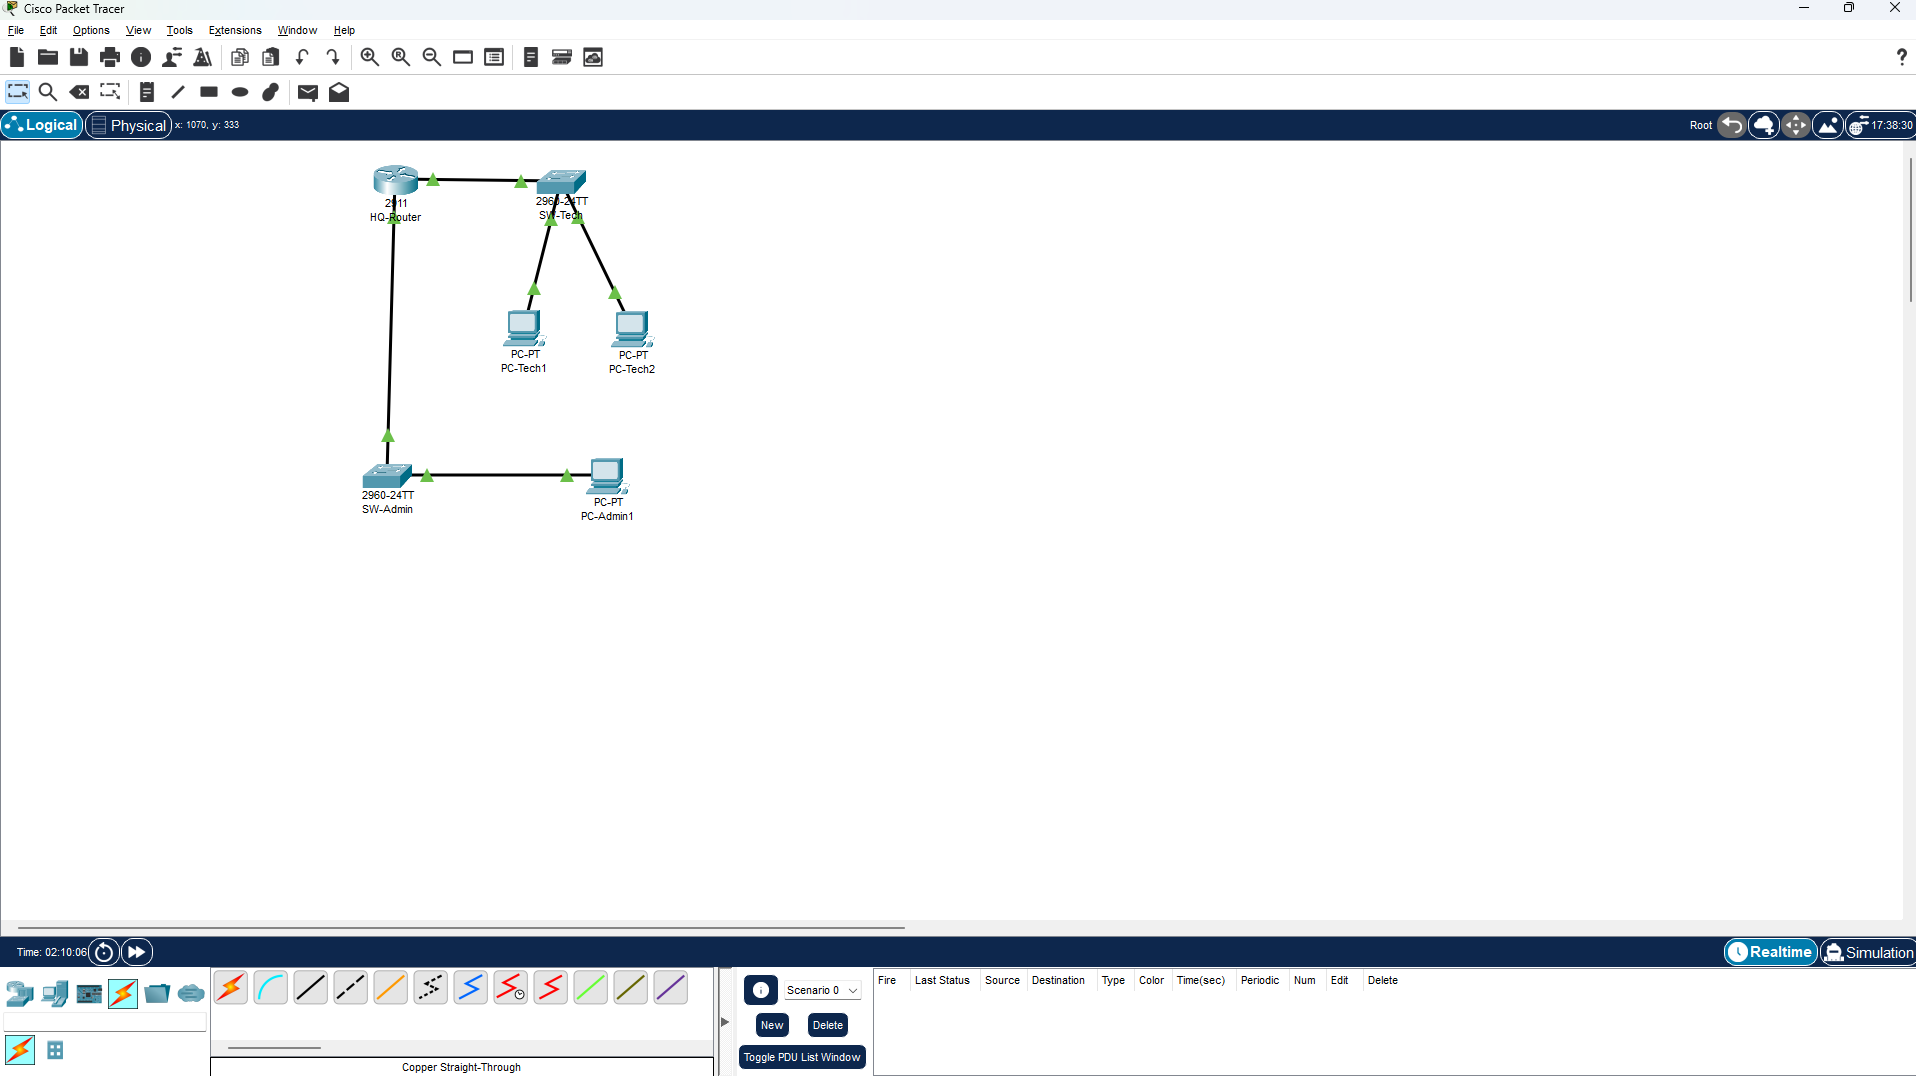 Cisco Packet Tracer
File Edit Options View Tools Extensions Window Help
?
Logical Physical x: 1070, y: 333 Root 17:38:30
2911
HQ-Router
2960-24TT
SW-Tech
PC-PT
PC-Tech1
PC-PT
PC-Tech2
2960-24TT
SW-Admin
PC-PT
PC-Admin1
Time: 02:10:06 Realtime Simulation
Scenario 0
New Delete
Toggle PDU List Window
Fire Last Status Source Destination Type Color Time(sec) Periodic Num Edit Delete
Copper Straight-Through